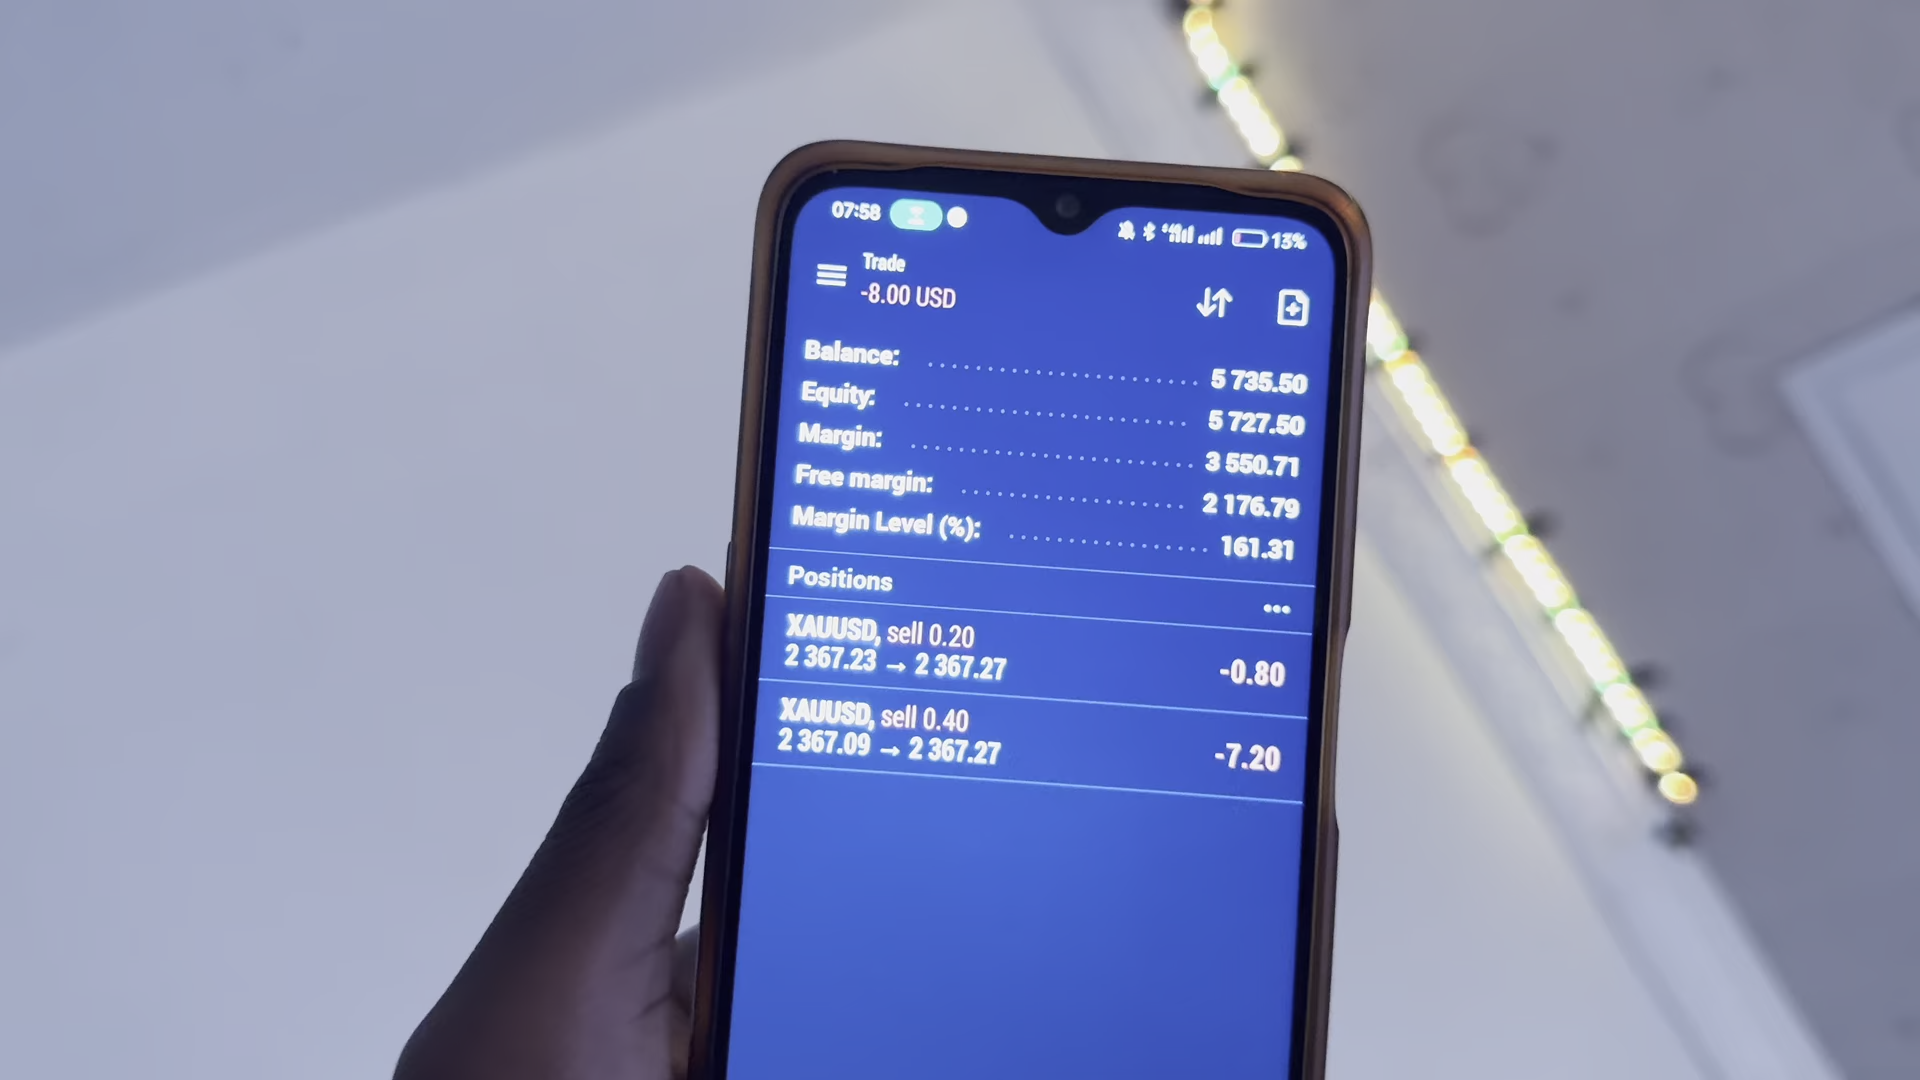 07:58 13%
Trade
-8.00 USD
Balance: 5 735.50
Equity: 5 727.50
Margin: 3 550.71
Free margin: 2 176.79
Margin Level (%): 161.31
Positions
XAUUSD, sell 0.20
2 367.23 → 2 367.27 -0.80
XAUUSD, sell 0.40
2 367.09 → 2 367.27 -7.20